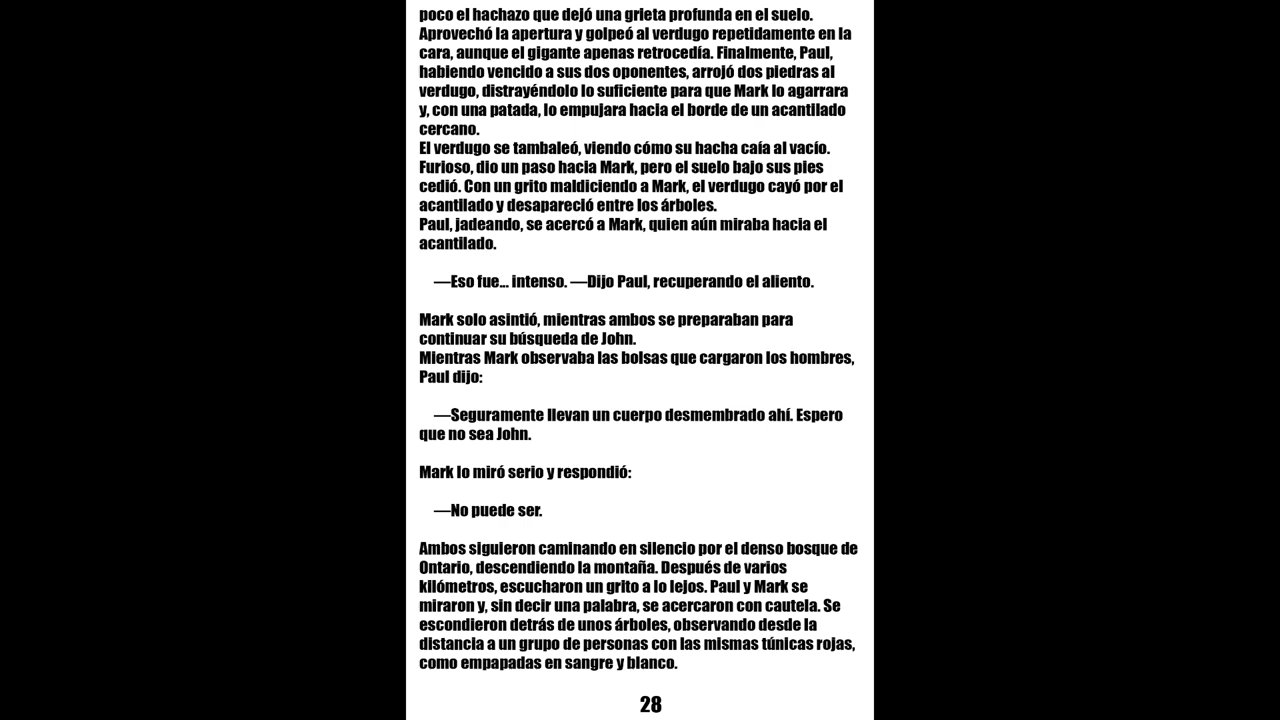 poco el hachazo que dejó una grieta profunda en el suelo.
Aprovechó la apertura y golpeó al verdugo repetidamente en la
cara, aunque el gigante apenas retrocedía. Finalmente, Paul,
habiendo vencido a sus dos oponentes, arrojó dos piedras al
verdugo, distrayéndolo lo suficiente para que Mark lo agarrara
y, con una patada, lo empujara hacia el borde de un acantilado
cercano.
El verdugo se tambaleó, viendo cómo su hacha caía al vacío.
Furioso, dio un paso hacia Mark, pero el suelo bajo sus pies
cedió. Con un grito maldiciendo a Mark, el verdugo cayó por el
acantilado y desapareció entre los árboles.
Paul, jadeando, se acercó a Mark, quien aún miraba hacia el
acantilado.
—Eso fue... intenso. —Dijo Paul, recuperando el aliento.
Mark solo asintió, mientras ambos se preparaban para
continuar su búsqueda de John.
Mientras Mark observaba las bolsas que cargaron los hombres,
Paul dijo:
—Seguramente llevan un cuerpo desmembrado ahí. Espero
que no sea John.
Mark lo miró serio y respondió:
—No puede ser.
Ambos siguieron caminando en silencio por el denso bosque de
Ontario, descendiendo la montaña. Después de varios
kilómetros, escucharon un grito a lo lejos. Paul y Mark se
miraron y, sin decir una palabra, se acercaron con cautela. Se
escondieron detrás de unos árboles, observando desde la
distancia a un grupo de personas con las mismas túnicas rojas,
como empapadas en sangre y blanco.
28